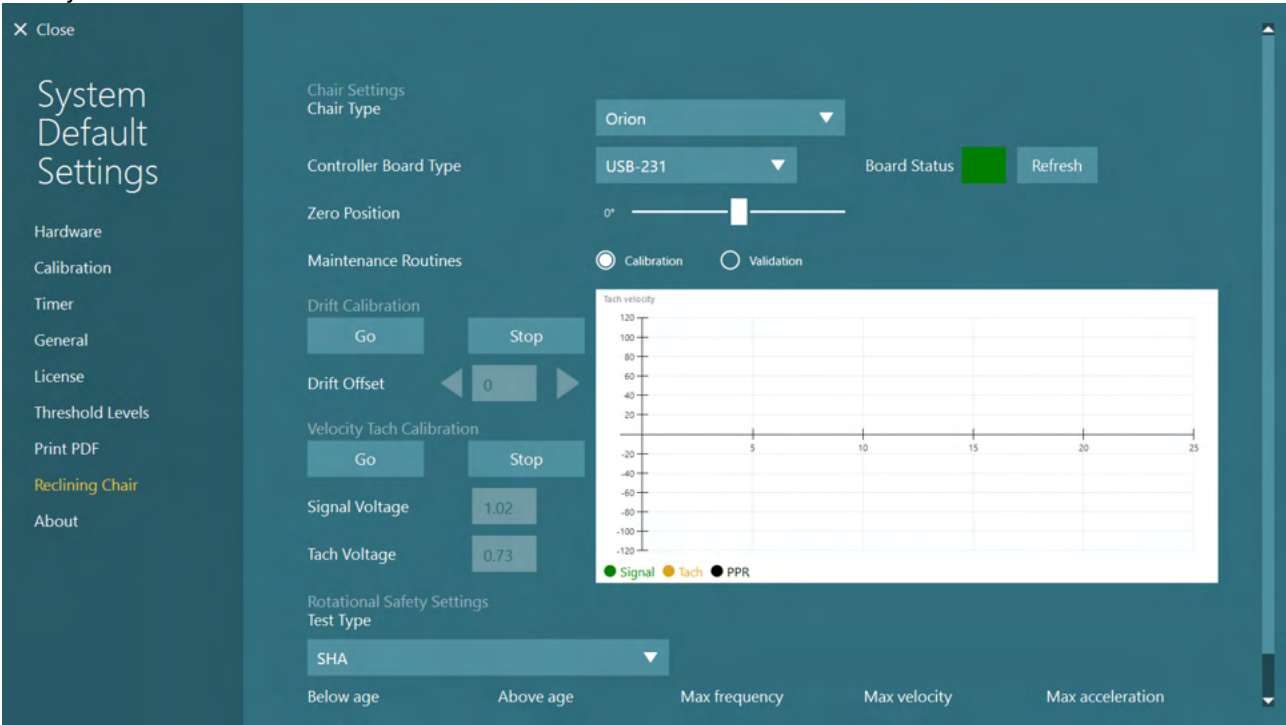 Close
System
Default
Settings
Hardware
Calibration
Timer
General
License
Threshold Levels
Print PDF
Reclining Chair
About
Chair Settings
Chair Type
Orion
Controller Board Type
USB-231
Board Status
Refresh
Zero Position
0°
Maintenance Routines
Calibration
Validation
Drift Calibration
Go
Stop
Drift Offset
0
Velocity Tach Calibration
Go
Stop
Signal Voltage
1.02
Tach Voltage
0.73
Tach velocity
120
100
80
60
40
20
-20
-40
-60
-80
-100
-120
5
10
15
20
25
Signal Tach PPR
Rotational Safety Settings
Test Type
SHA
Below age Above age Max frequency Max velocity Max acceleration